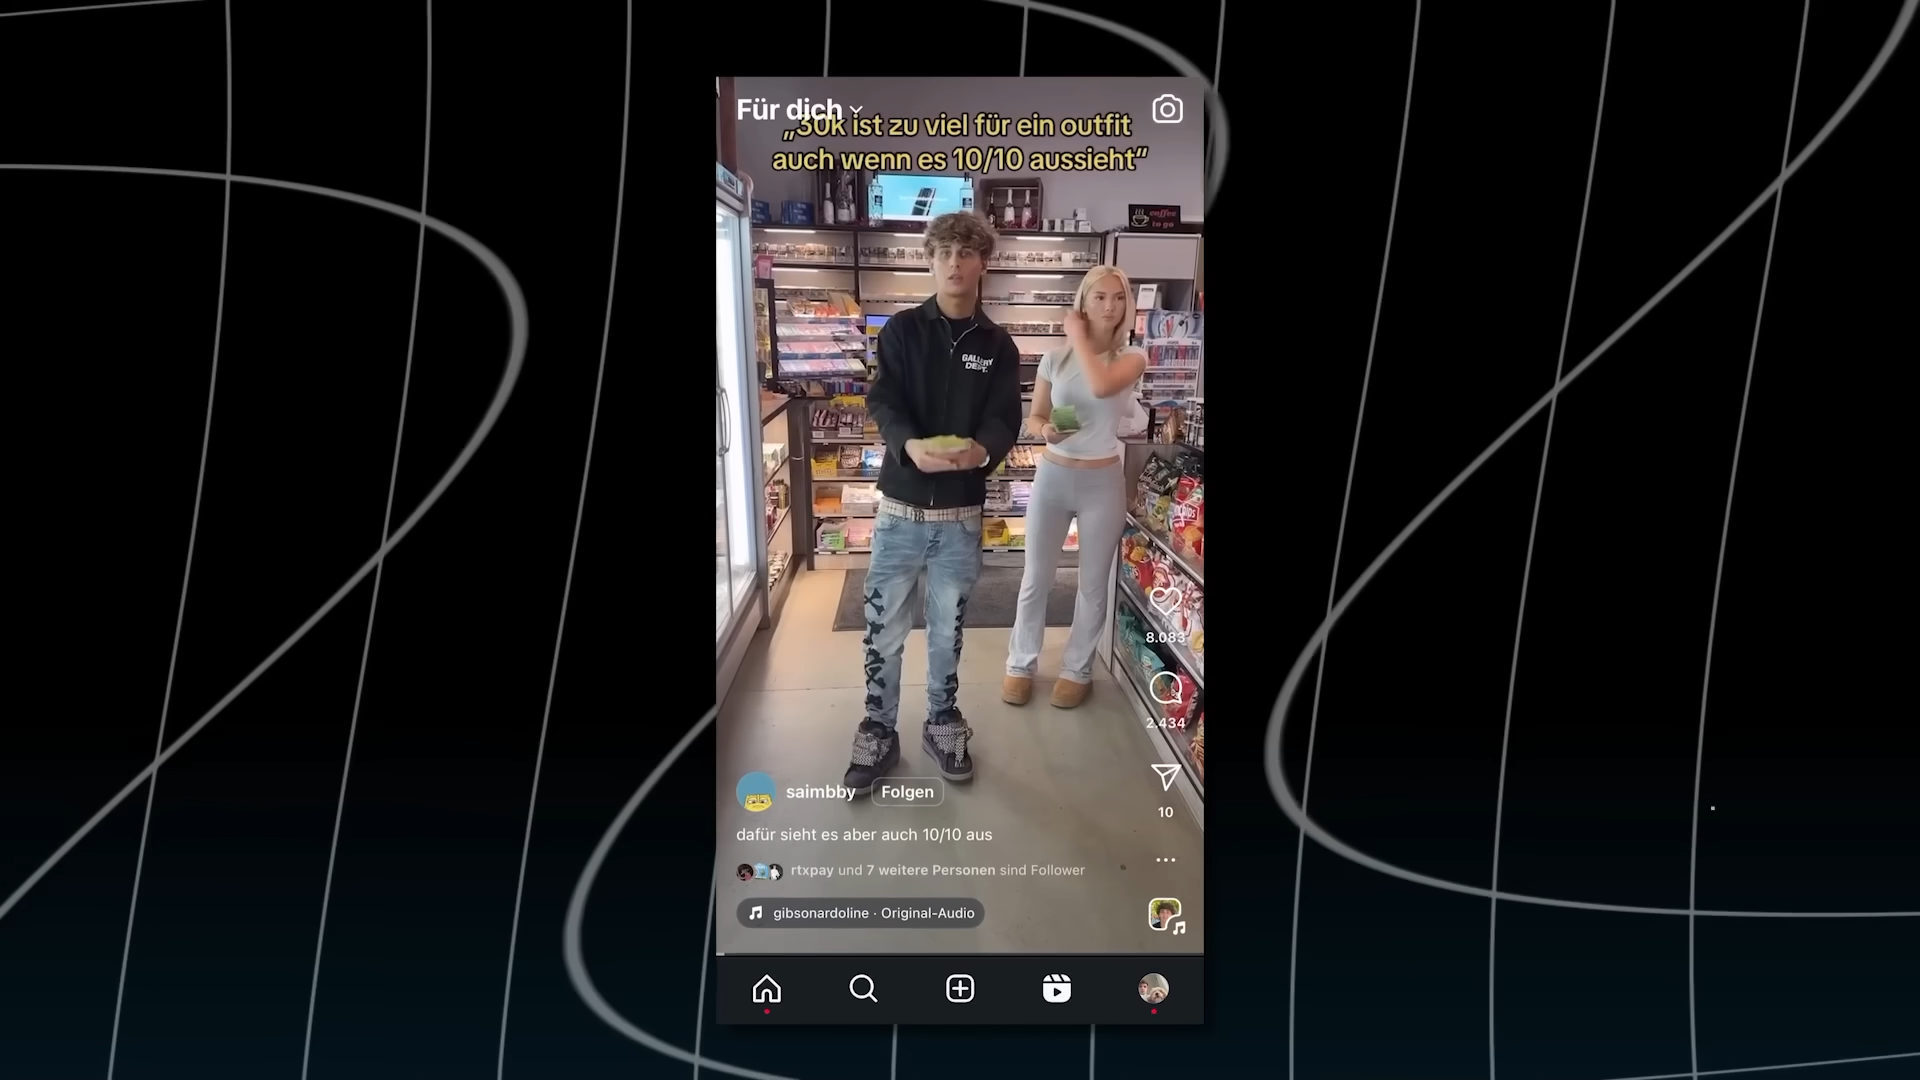 Für dich
„30k ist zu viel für ein outfit
auch wenn es 10/10 aussieht“
coffee
to go
GALLERY
DEPT.
8.083
2.434
10
saimbby
Folgen
dafür sieht es aber auch 10/10 aus
rtxpay und 7 weitere Personen sind Follower
gibsonardoline · Original-Audio